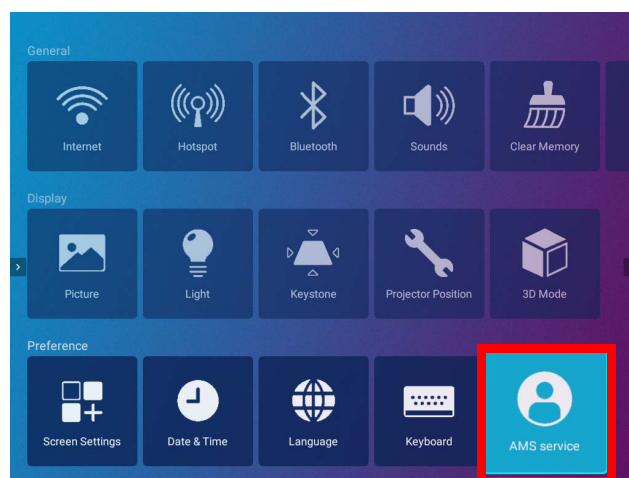 General
Internet
Hotspot
Bluetooth
Sounds
Clear Memory
Display
Picture
Light
Keystone
Projector Position
3D Mode
Preference
Screen Settings
Date & Time
Language
Keyboard
AMS service